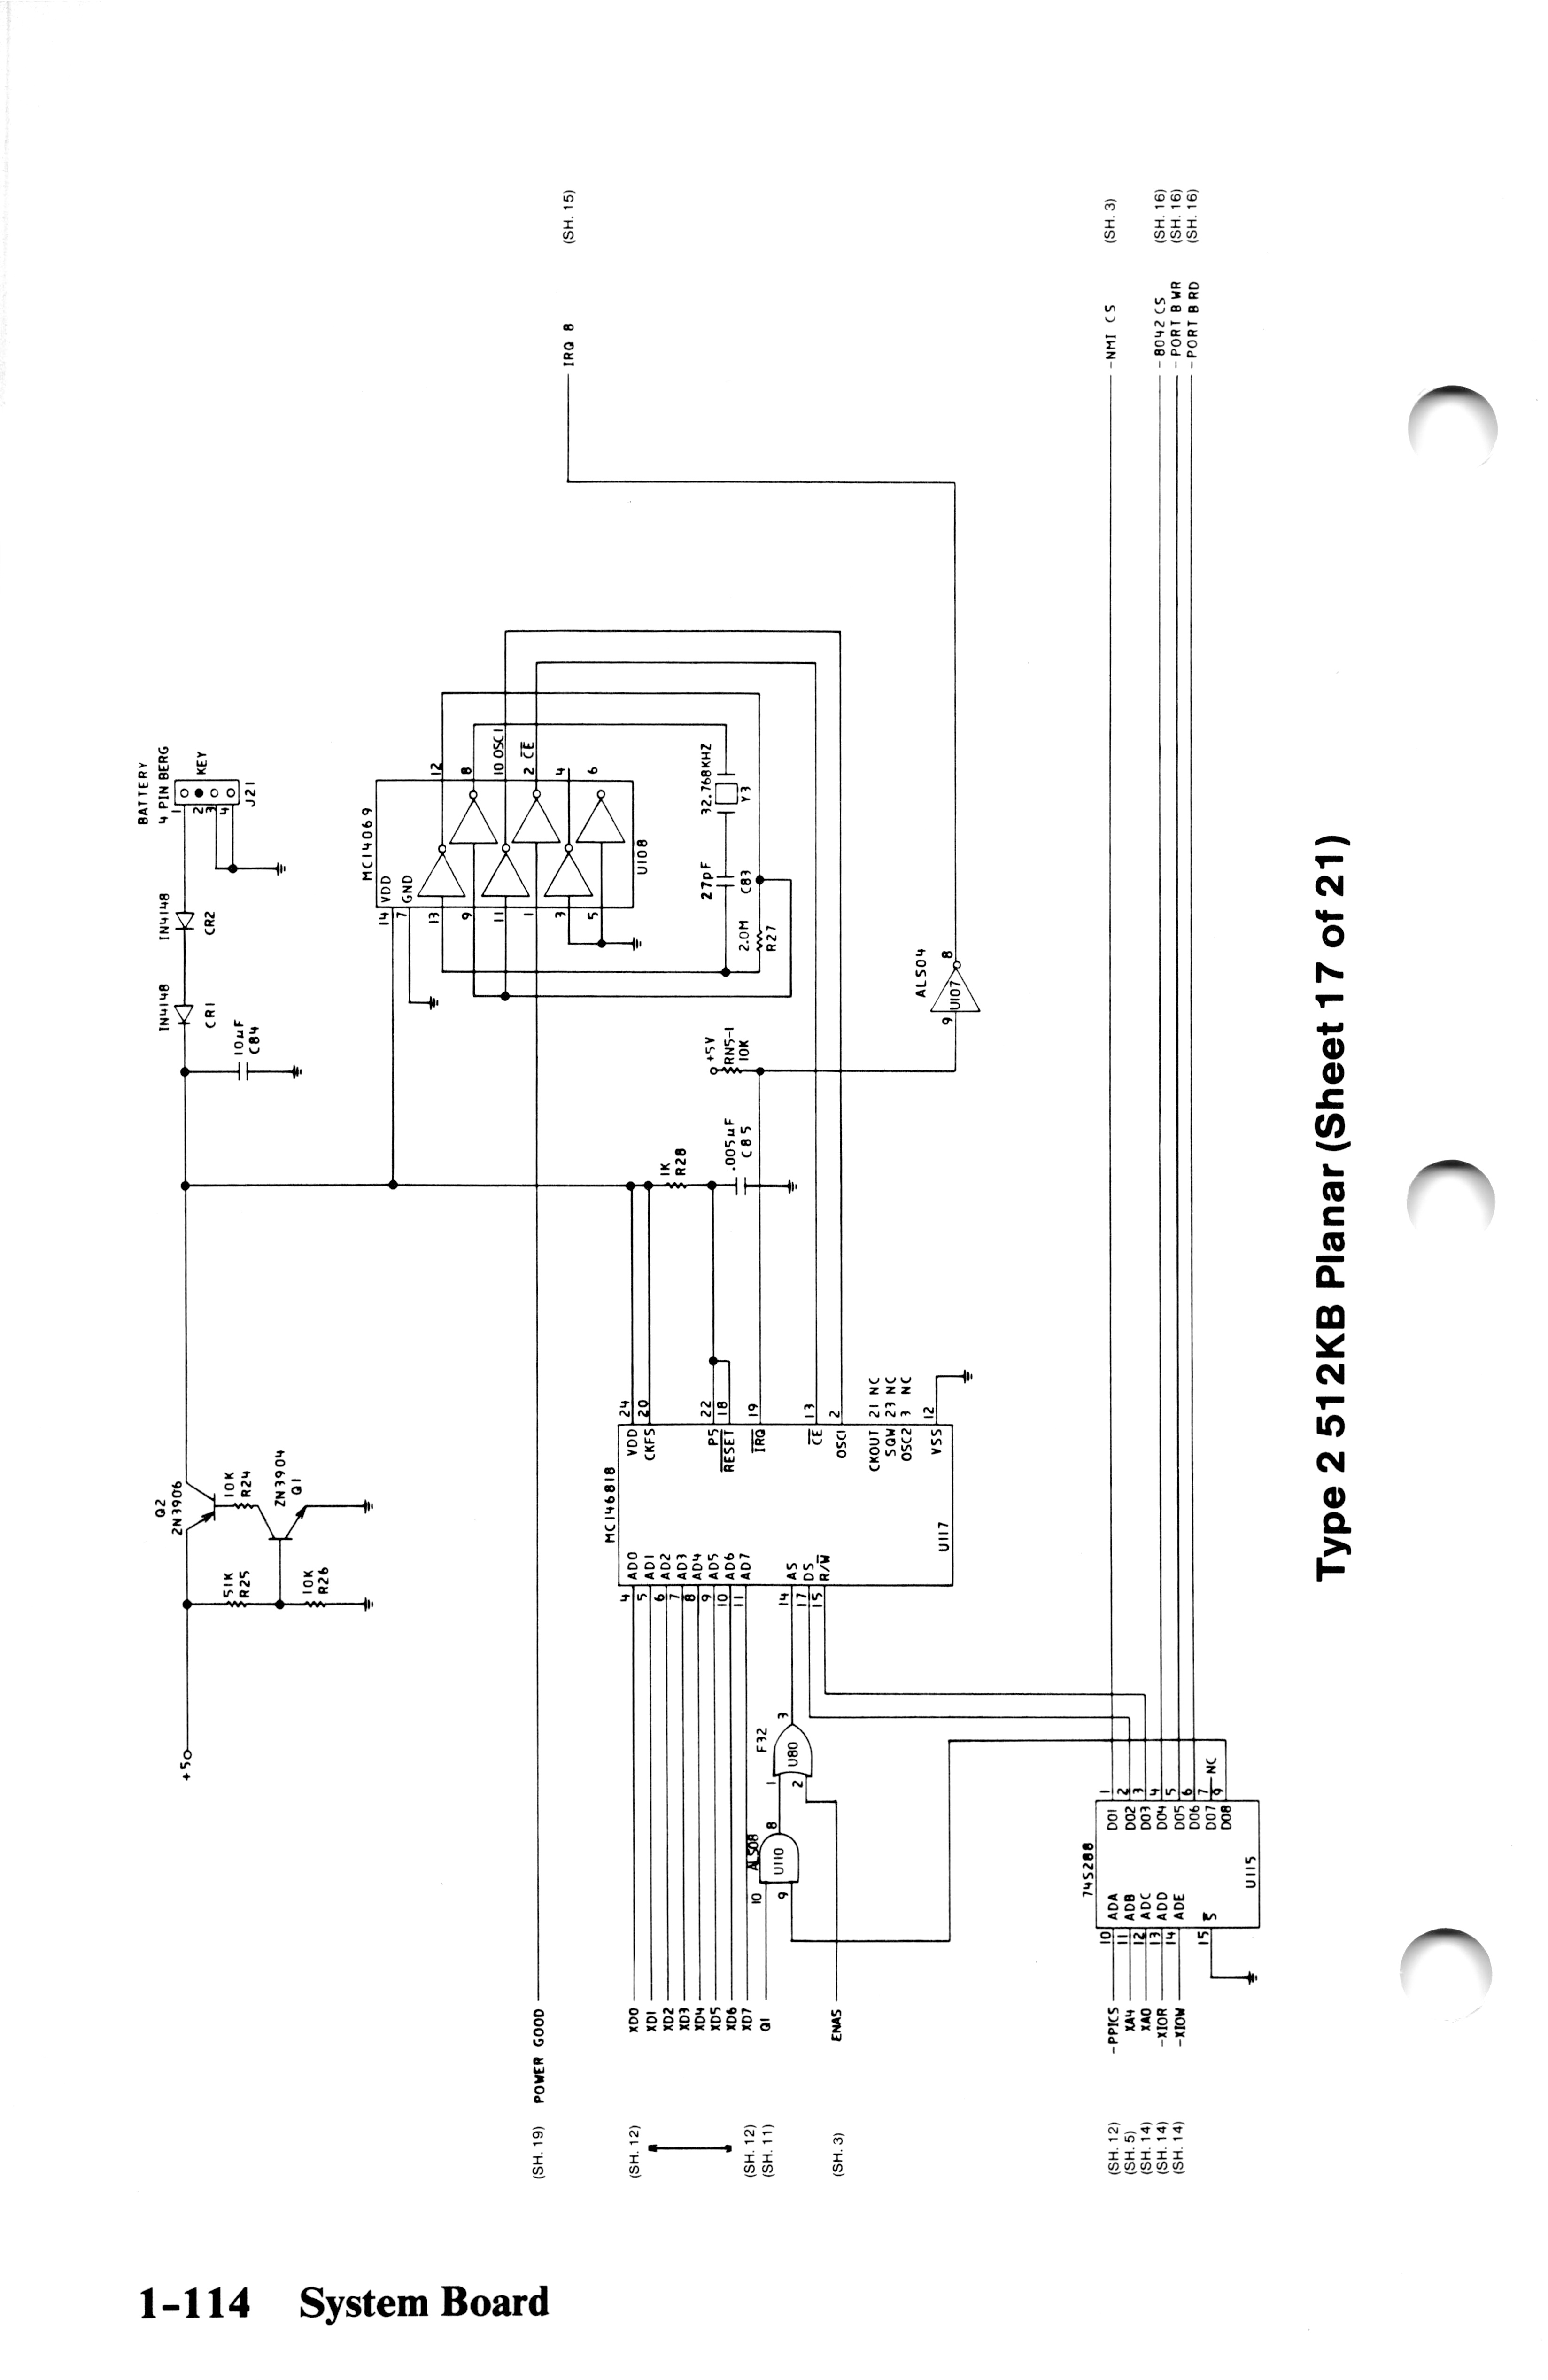 BATTERY
4 PIN BERG
1
2
3
4
KEY
J21
IN4148
CR2
IN4148
CR1
10µF
C84
Q2
2N3906
10K
R24
ZN3904
Q1
51K
R25
10K
R26
+5
MC14069
14 VDD
7 GND
13
9
11
1
3
5
12
8
10 OSC1
2 CE
4
6
U108
32.768KHZ
Y3
27pF
C83
2.0M
R27
IRQ 8 (SH. 15)
ALS04
9 U107 8
+5V
RN5-1
10K
1K
R28
.005µF
C85
(SH. 19) POWER GOOD
MC146818
VDD 24
CKFS 20
PS 22
RESET 18
IRQ 19
CE 13
OSC1 2
CKOUT 21 NC
SQW 23 NC
OSC2 3 NC
VSS 12
4 AD0
5 AD1
6 AD2
7 AD3
8 AD4
9 AD5
10 AD6
11 AD7
14 AS
17 DS
15 R/W
U117
(SH. 12) XD0
XD1
XD2
XD3
XD4
XD5
XD6
(SH. 12) XD7
(SH. 11) Q1
(SH. 3) ENAS
ALS08
10
9
U110
8
F32
1
2
U80
3
74S288
(SH. 12) -PPICS 10 ADA
(SH. 5) XA4 11 ADB
(SH. 14) XA0 12 ADC
(SH. 14) -XIOR 13 ADD
(SH. 14) -XIOW 14 ADE
15 S
DO1 1
DO2 2
DO3 3
DO4 4
DO5 5
DO6 6
DO7 7 NC
DO8 9
U115
-NMI CS (SH. 3)
-8042 CS (SH. 16)
-PORT B WR (SH. 16)
-PORT B RD (SH. 16)
Type 2 512KB Planar (Sheet 17 of 21)
1-114 System Board